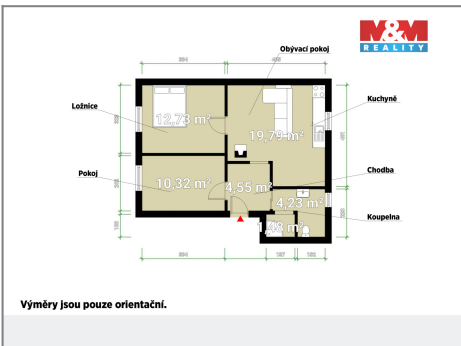 M&M
REALITY
Obývací pokoj
Ložnice
Kuchyně
12,73 m²
19,79 m²
Pokoj
10,32 m²
4,55 m²
Chodba
4,23 m²
Koupelna
1,48 m²
Výměry jsou pouze orientační.